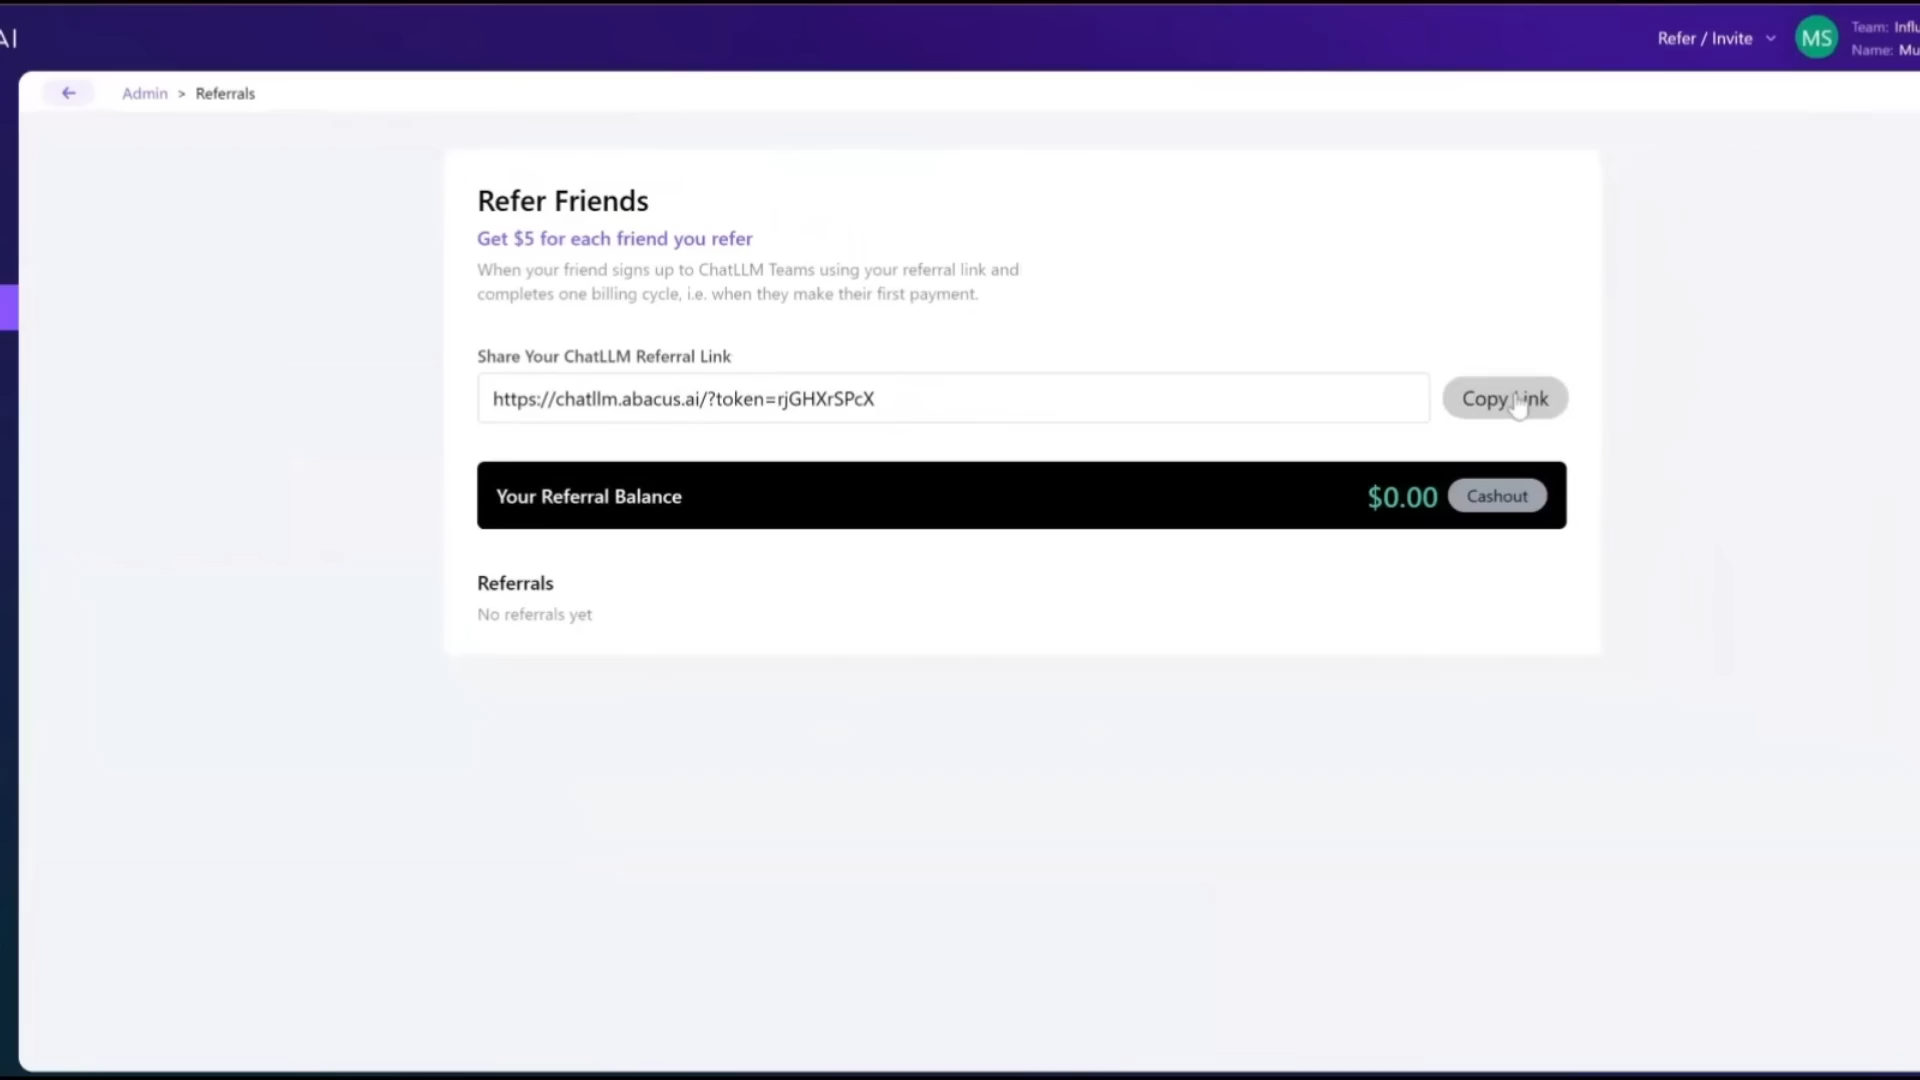 AI
Refer / Invite
MS
Team:
Name:
Admin > Referrals
Refer Friends
Get $5 for each friend you refer
When your friend signs up to ChatLLM Teams using your referral link and
completes one billing cycle, i.e. when they make their first payment.
Share Your ChatLLM Referral Link
https://chatllm.abacus.ai/?token=rjGHXrSPcX
Copy Link
Your Referral Balance
$0.00
Cashout
Referrals
No referrals yet